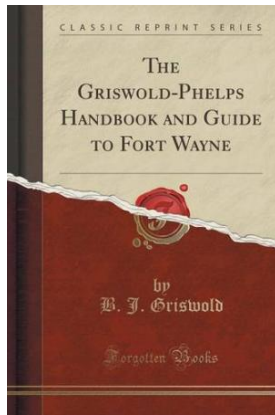 CLASSIC REPRINT SERIES
THE
GRISWOLD-PHELPS
HANDBOOK AND GUIDE
TO FORT WAYNE
by
B. J. Griswold
Forgotten Books